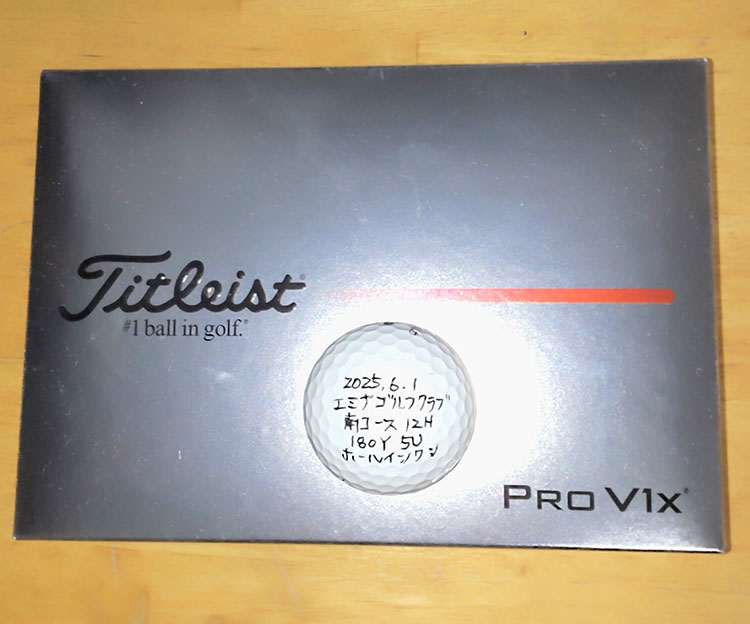 Titleist
#1 ball in golf.
2025.6.1
エミナゴルフクラブ
南コース 12H
180Y 5U
ホールインワン
PRO V1x